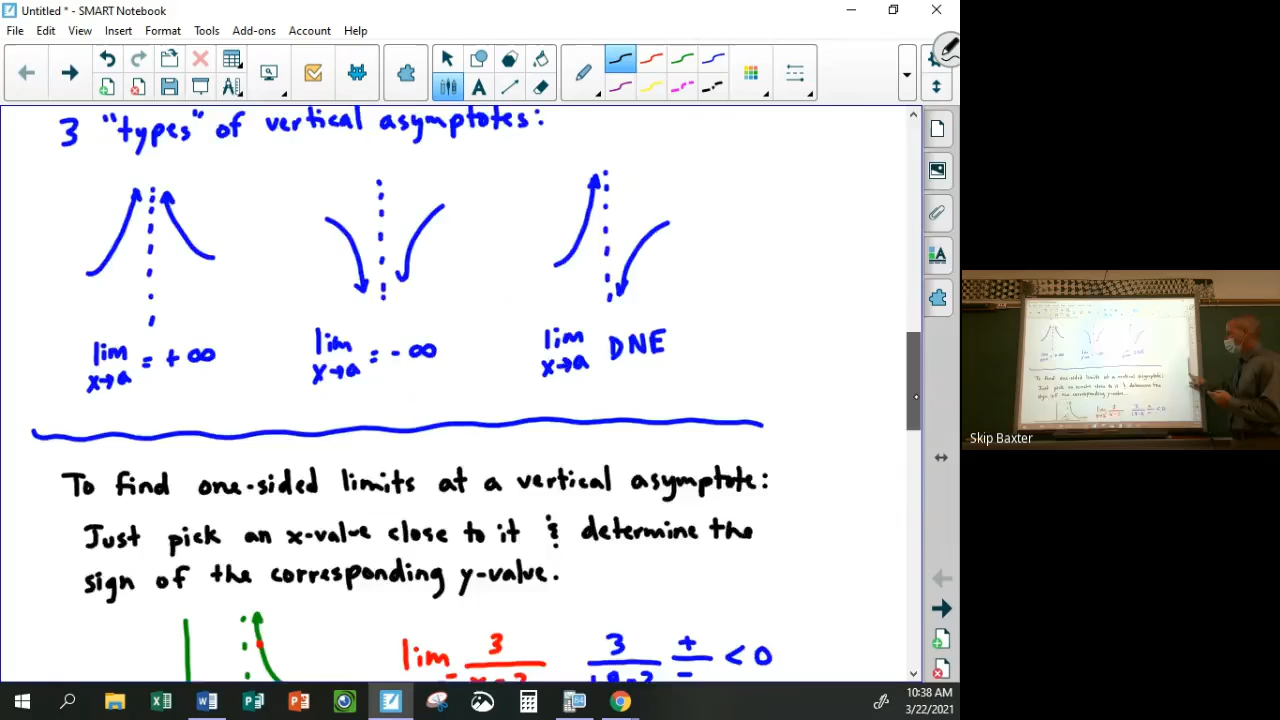 Untitled * - SMART Notebook
File Edit View Insert Format Tools Add-ons Account Help
3 "types" of vertical asymptotes:
lim x→a = +∞
lim x→a = -∞
lim x→a DNE
To find one-sided limits at a vertical asymptote:
Just pick an x-value close to it & determine the
sign of the corresponding y-value.
lim 3
3 + < 0
-
Skip Baxter
10:38 AM
3/22/2021